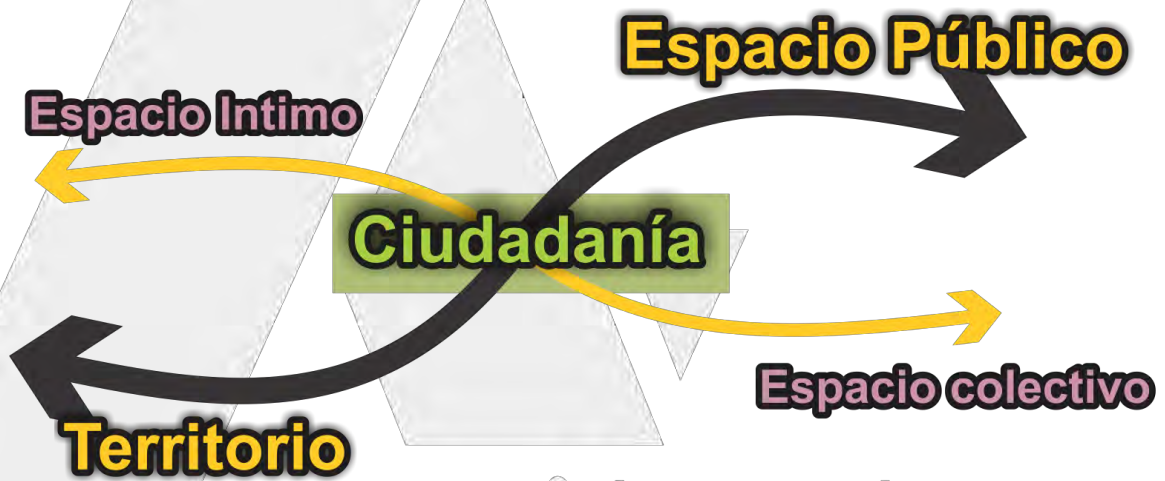 Espacio Público
Espacio Intimo
Ciudadanía
Espacio colectivo
Territorio